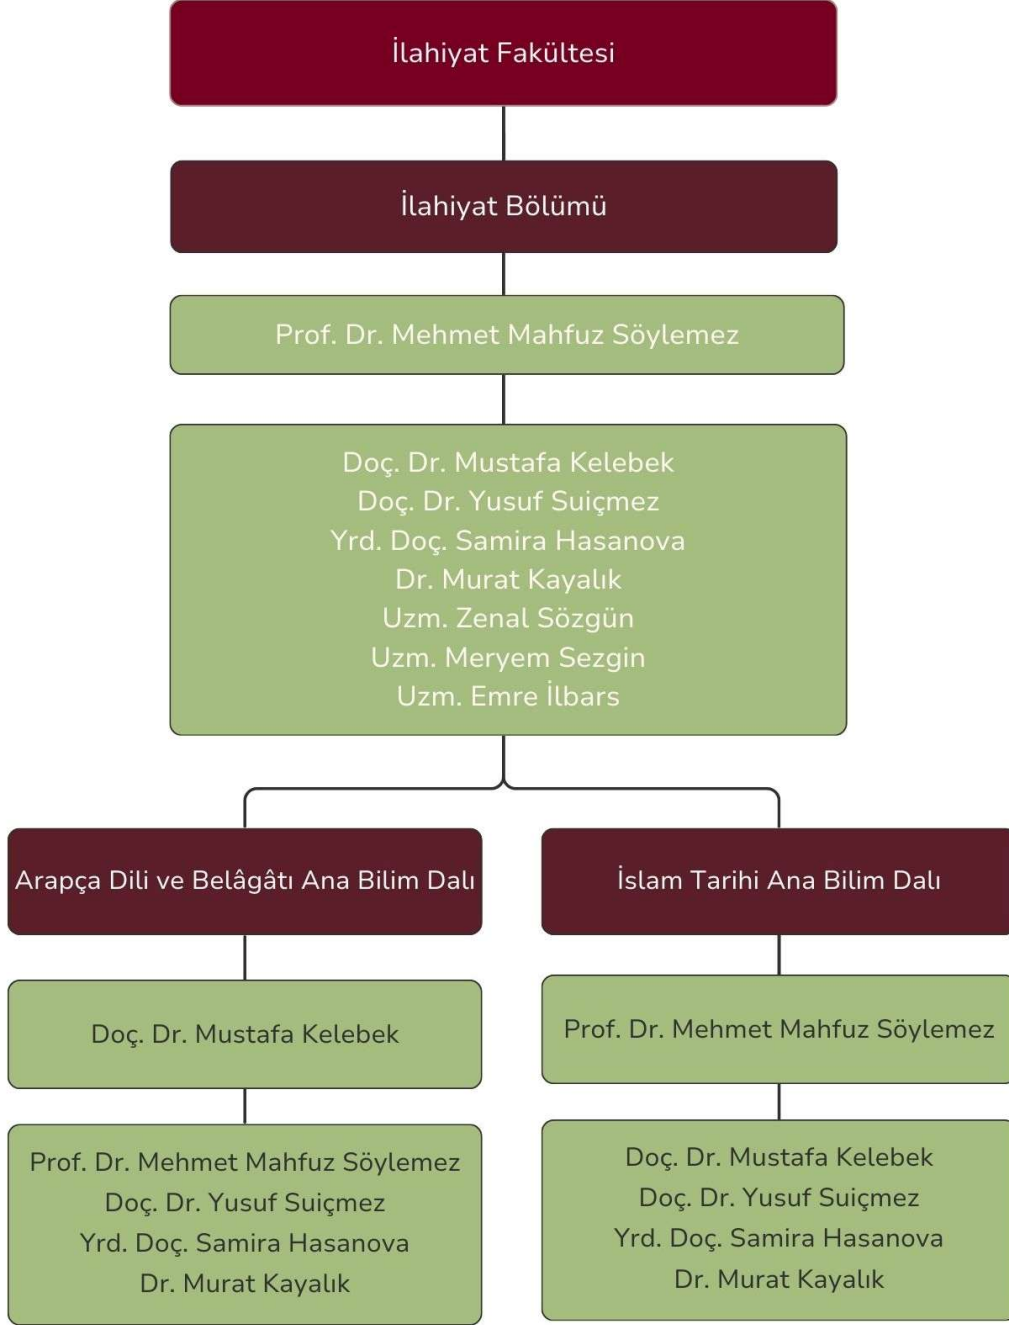 İlahiyat Fakültesi
İlahiyat Bölümü
Prof. Dr. Mehmet Mahfuz Söylemez
Doç. Dr. Mustafa Kelebek
Doç. Dr. Yusuf Suiçmez
Yrd. Doç. Samira Hasanova
Dr. Murat Kayalık
Uzm. Zenal Sözgün
Uzm. Meryem Sezgin
Uzm. Emre İlbars
Arapça Dili ve Belâgâtı Ana Bilim Dalı
Doç. Dr. Mustafa Kelebek
Prof. Dr. Mehmet Mahfuz Söylemez
Doç. Dr. Yusuf Suiçmez
Yrd. Doç. Samira Hasanova
Dr. Murat Kayalık
İslam Tarihi Ana Bilim Dalı
Prof. Dr. Mehmet Mahfuz Söylemez
Doç. Dr. Mustafa Kelebek
Doç. Dr. Yusuf Suiçmez
Yrd. Doç. Samira Hasanova
Dr. Murat Kayalık